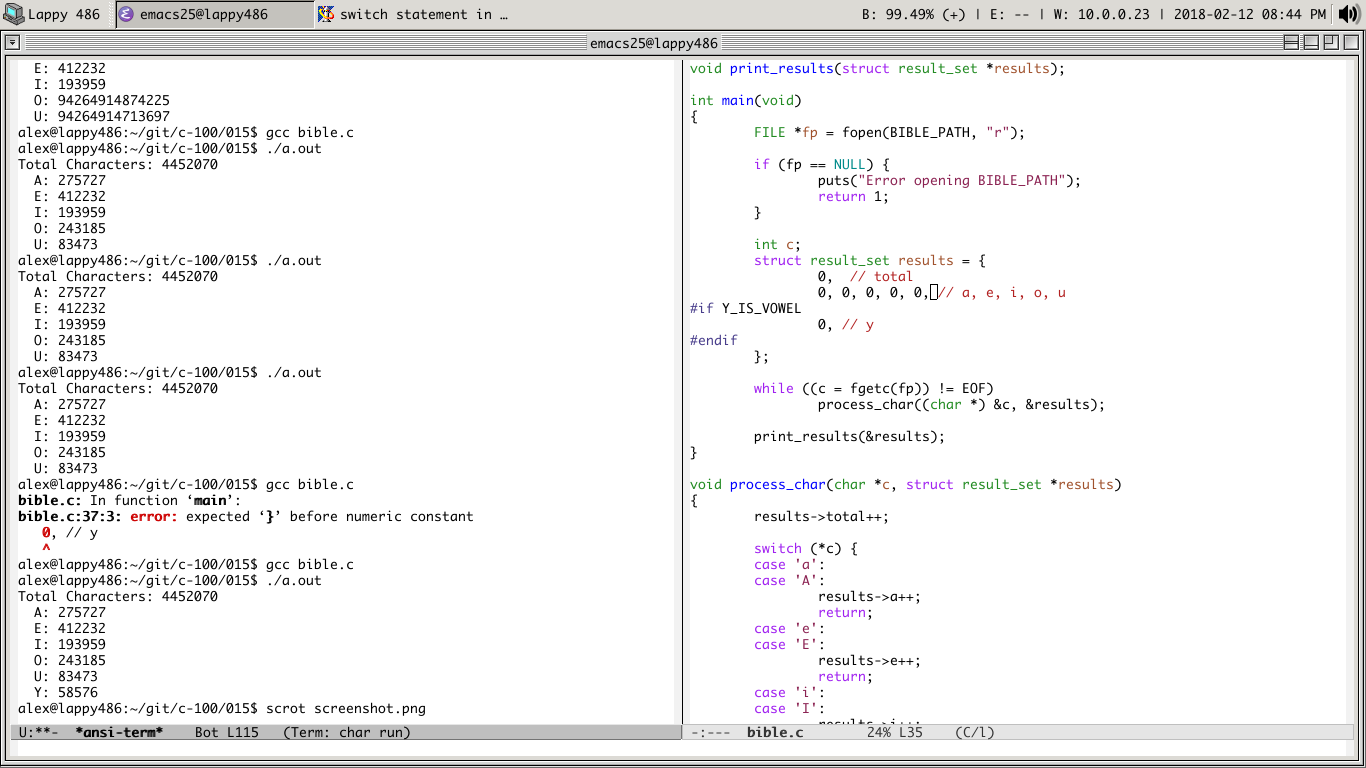 Lappy 486 emacs25@lappy486 switch statement in … B: 99.49% (+) | E: -- | W: 10.0.0.23 | 2018-02-12 08:44 PM
emacs25@lappy486
E: 412232
I: 193959
O: 94264914874225
U: 94264914713697
alex@lappy486:~/git/c-100/015$ gcc bible.c
alex@lappy486:~/git/c-100/015$ ./a.out
Total Characters: 4452070
A: 275727
E: 412232
I: 193959
O: 243185
U: 83473
alex@lappy486:~/git/c-100/015$ ./a.out
Total Characters: 4452070
A: 275727
E: 412232
I: 193959
O: 243185
U: 83473
alex@lappy486:~/git/c-100/015$ ./a.out
Total Characters: 4452070
A: 275727
E: 412232
I: 193959
O: 243185
U: 83473
alex@lappy486:~/git/c-100/015$ gcc bible.c
bible.c: In function ‘main’:
bible.c:37:3: error: expected ‘}’ before numeric constant
0, // y
^
alex@lappy486:~/git/c-100/015$ gcc bible.c
alex@lappy486:~/git/c-100/015$ ./a.out
Total Characters: 4452070
A: 275727
E: 412232
I: 193959
O: 243185
U: 83473
Y: 58576
alex@lappy486:~/git/c-100/015$ scrot screenshot.png
U:**- *ansi-term* Bot L115 (Term: char run)
void print_results(struct result_set *results);
int main(void)
{
FILE *fp = fopen(BIBLE_PATH, "r");
if (fp == NULL) {
puts("Error opening BIBLE_PATH");
return 1;
}
int c;
struct result_set results = {
0, // total
0, 0, 0, 0, 0, // a, e, i, o, u
#if Y_IS_VOWEL
0, // y
#endif
};
while ((c = fgetc(fp)) != EOF)
process_char((char *) &c, &results);
print_results(&results);
}
void process_char(char *c, struct result_set *results)
{
results->total++;
switch (*c) {
case 'a':
case 'A':
results->a++;
return;
case 'e':
case 'E':
results->e++;
return;
case 'i':
case 'I':
results->i++;
-:--- bible.c 24% L35 (C/l)